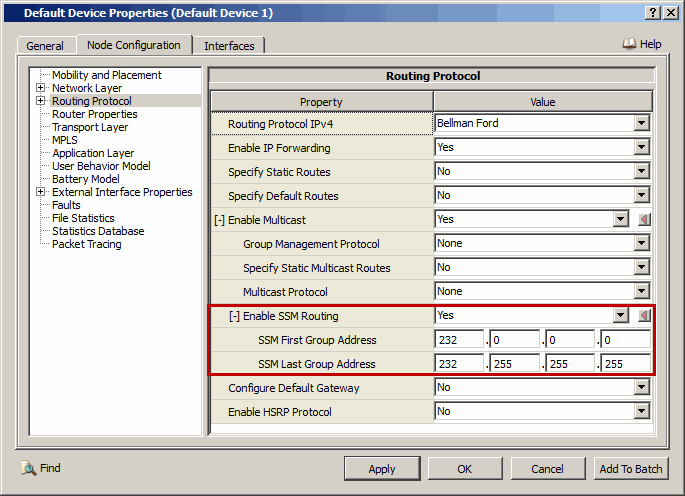 Default Device Properties (Default Device 1)
General
Node Configuration
Interfaces
Help
Mobility and Placement
Network Layer
Routing Protocol
Router Properties
Transport Layer
MPLS
Application Layer
User Behavior Model
Battery Model
External Interface Properties
Faults
File Statistics
Statistics Database
Packet Tracing
Routing Protocol
Property Value
Routing Protocol IPv4 Bellman Ford
Enable IP Forwarding Yes
Specify Static Routes No
Specify Default Routes No
[-] Enable Multicast Yes
Group Management Protocol None
Specify Static Multicast Routes No
Multicast Protocol None
[-] Enable SSM Routing Yes
SSM First Group Address 232 . 0 . 0 . 0
SSM Last Group Address 232 . 255 . 255 . 255
Configure Default Gateway No
Enable HSRP Protocol No
Find
Apply
OK
Cancel
Add To Batch